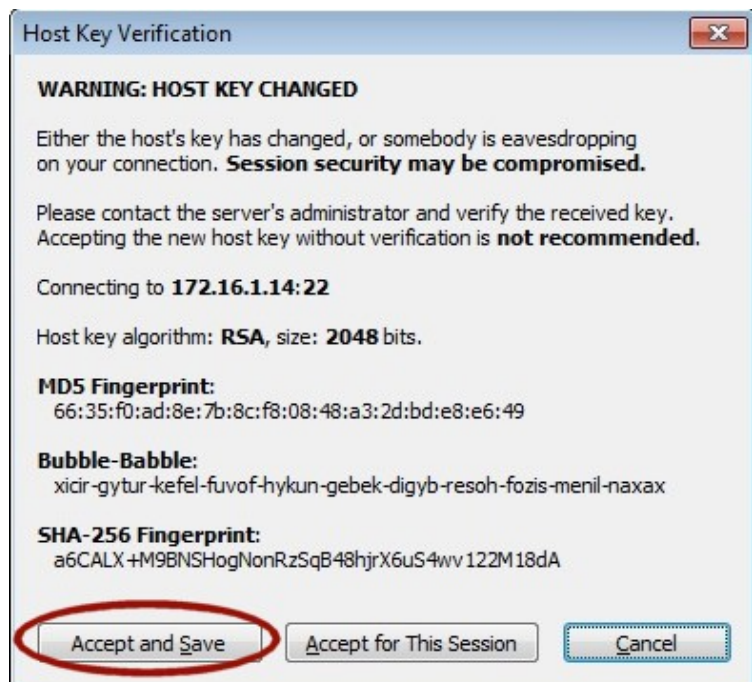 Host Key Verification
WARNING: HOST KEY CHANGED
Either the host's key has changed, or somebody is eavesdropping
on your connection. Session security may be compromised.
Please contact the server's administrator and verify the received key.
Accepting the new host key without verification is not recommended.
Connecting to 172.16.1.14:22
Host key algorithm: RSA, size: 2048 bits.
MD5 Fingerprint:
66:35:f0:ad:8e:7b:8c:f8:08:48:a3:2d:bd:e8:e6:49
Bubble-Babble:
xicir-gytur-kefel-fuvof-hykun-gebek-digyb-resoh-fozis-menil-naxax
SHA-256 Fingerprint:
a6CALX+M9BNSHogNonRzSqB48hjrX6uS4wv122M18dA
Accept and Save Accept for This Session Cancel